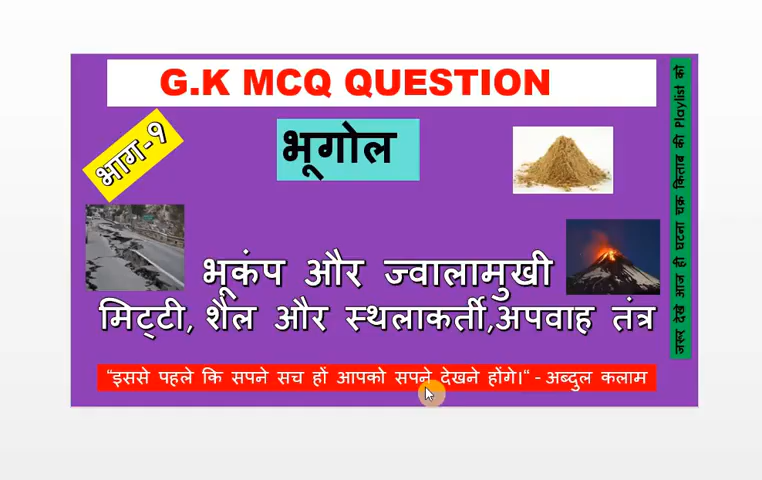 G.K MCQ QUESTION
भाग-9
भूगोल
भूकंप और ज्वालामुखी
मिट्टी, शैल और स्थलाकर्ती,अपवाह तंत्र
“इससे पहले कि सपने सच हों आपको सपने देखने होंगे।“ - अब्दुल कलाम
जरूर देखे आज ही घटना चक्र किताब की Playlist को